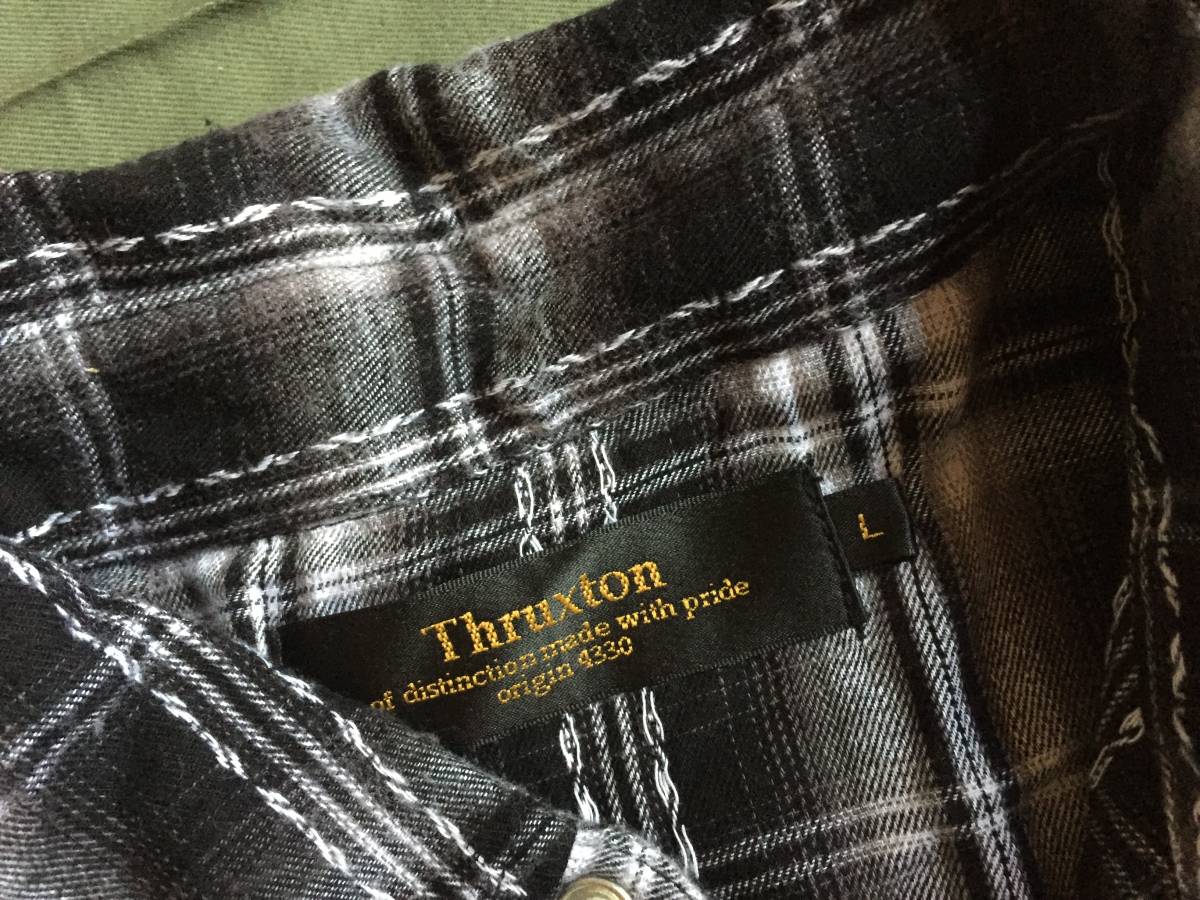 Thruxton
of distinction made with pride
origin 4330
L